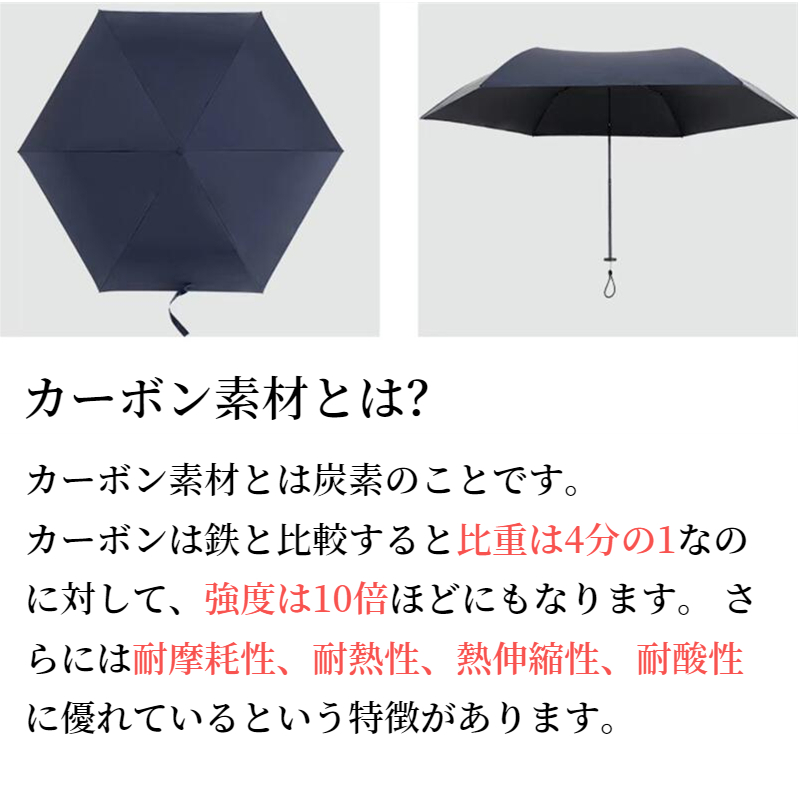 カーボン素材とは?
カーボン素材とは炭素のことです。
カーボンは鉄と比較すると比重は4分の1なの
に対して、強度は10倍ほどにもなります。 さ
らには耐摩耗性、耐熱性、熱伸縮性、耐酸性
に優れているという特徴があります。